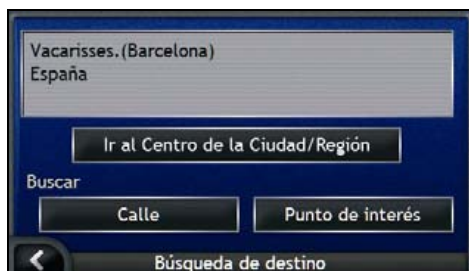 Vacarisses.(Barcelona)
España
Ir al Centro de la Ciudad/Región
Buscar
Calle
Punto de interés
Búsqueda de destino